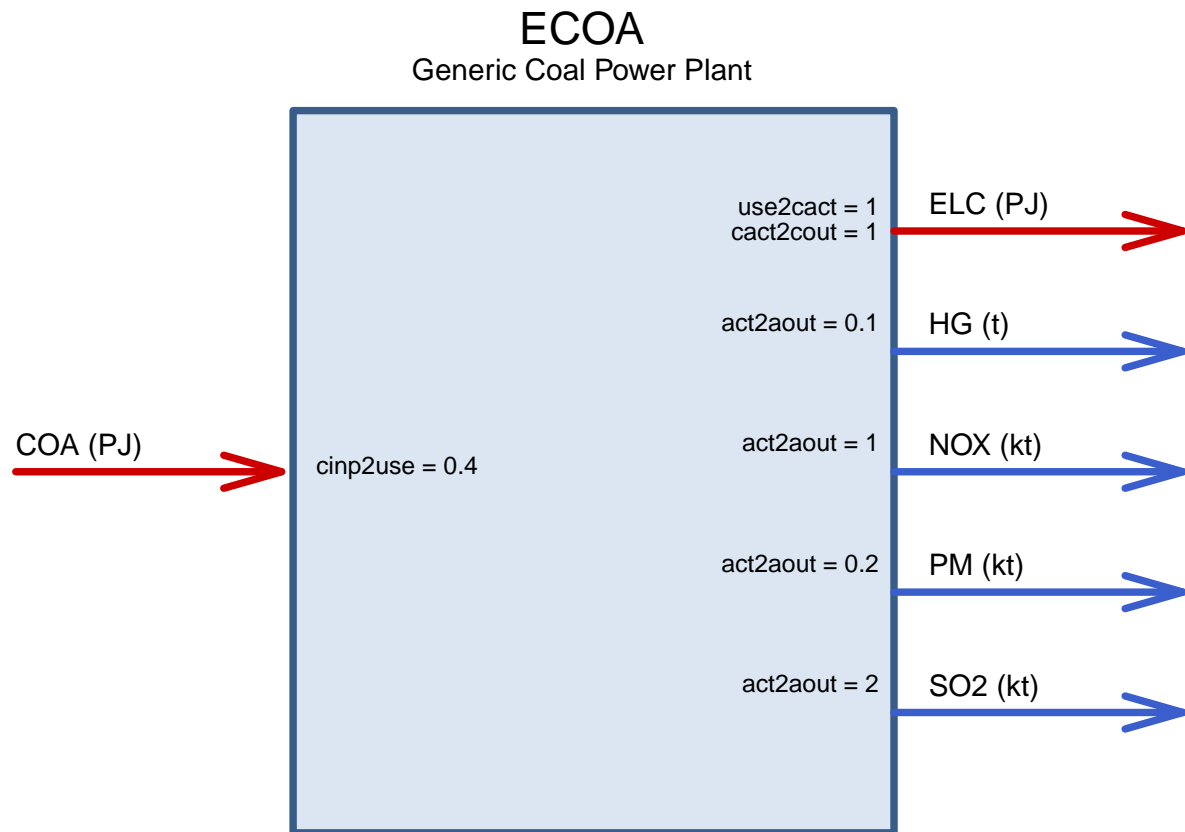 ECOA
Generic Coal Power Plant
use2cact = 1
cact2cout = 1
ELC (PJ)
act2aout = 0.1
HG (t)
COA (PJ)
cinp2use = 0.4
act2aout = 1
NOX (kt)
act2aout = 0.2
PM (kt)
act2aout = 2
SO2 (kt)